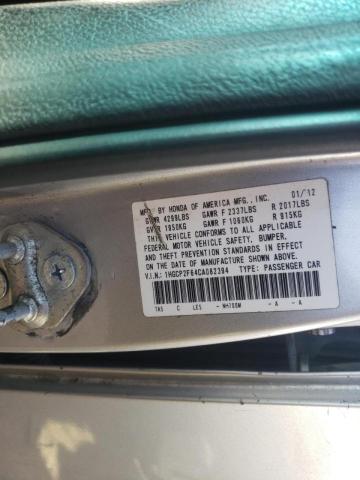 MFD. BY HONDA OF AMERICA MFG., INC. 01/'12
GVWR 4299LBS GAWR F 2337LBS R 2017LBS
GVWR 1950KG GAWR F 1060KG R 915KG
THIS VEHICLE CONFORMS TO ALL APPLICABLE
FEDERAL MOTOR VEHICLE SAFETY, BUMPER,
AND THEFT PREVENTION STANDARDS IN EFFECT
ON THE DATE OF MANUFACTURE SHOWN ABOVE.
V.I.N.: 1HGCP2F64CA062394 TYPE: PASSENGER CAR
TA5 C LES - NH700M - A - A